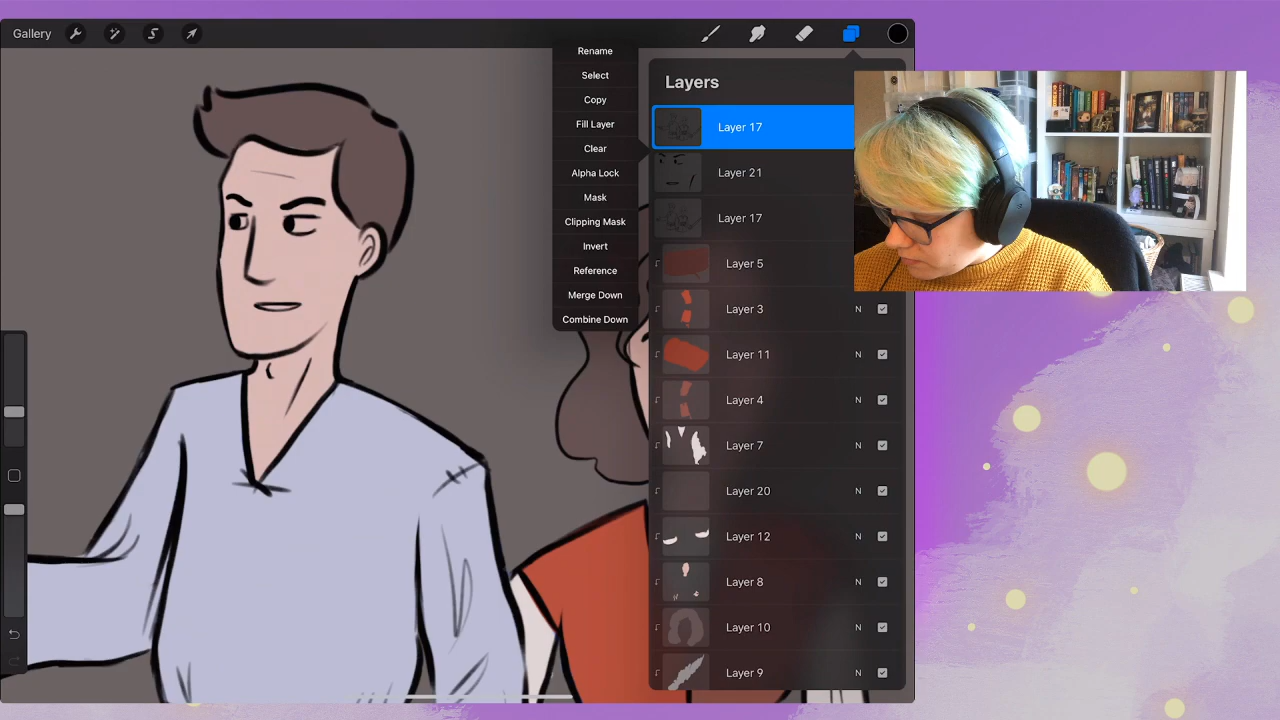 Gallery
Rename
Select
Copy
Fill Layer
Clear
Alpha Lock
Mask
Clipping Mask
Invert
Reference
Merge Down
Combine Down
Layers
Layer 17
Layer 21
Layer 17
Layer 5
Layer 3 N
Layer 11 N
Layer 4 N
Layer 7 N
Layer 20 N
Layer 12 N
Layer 8 N
Layer 10 N
Layer 9 N